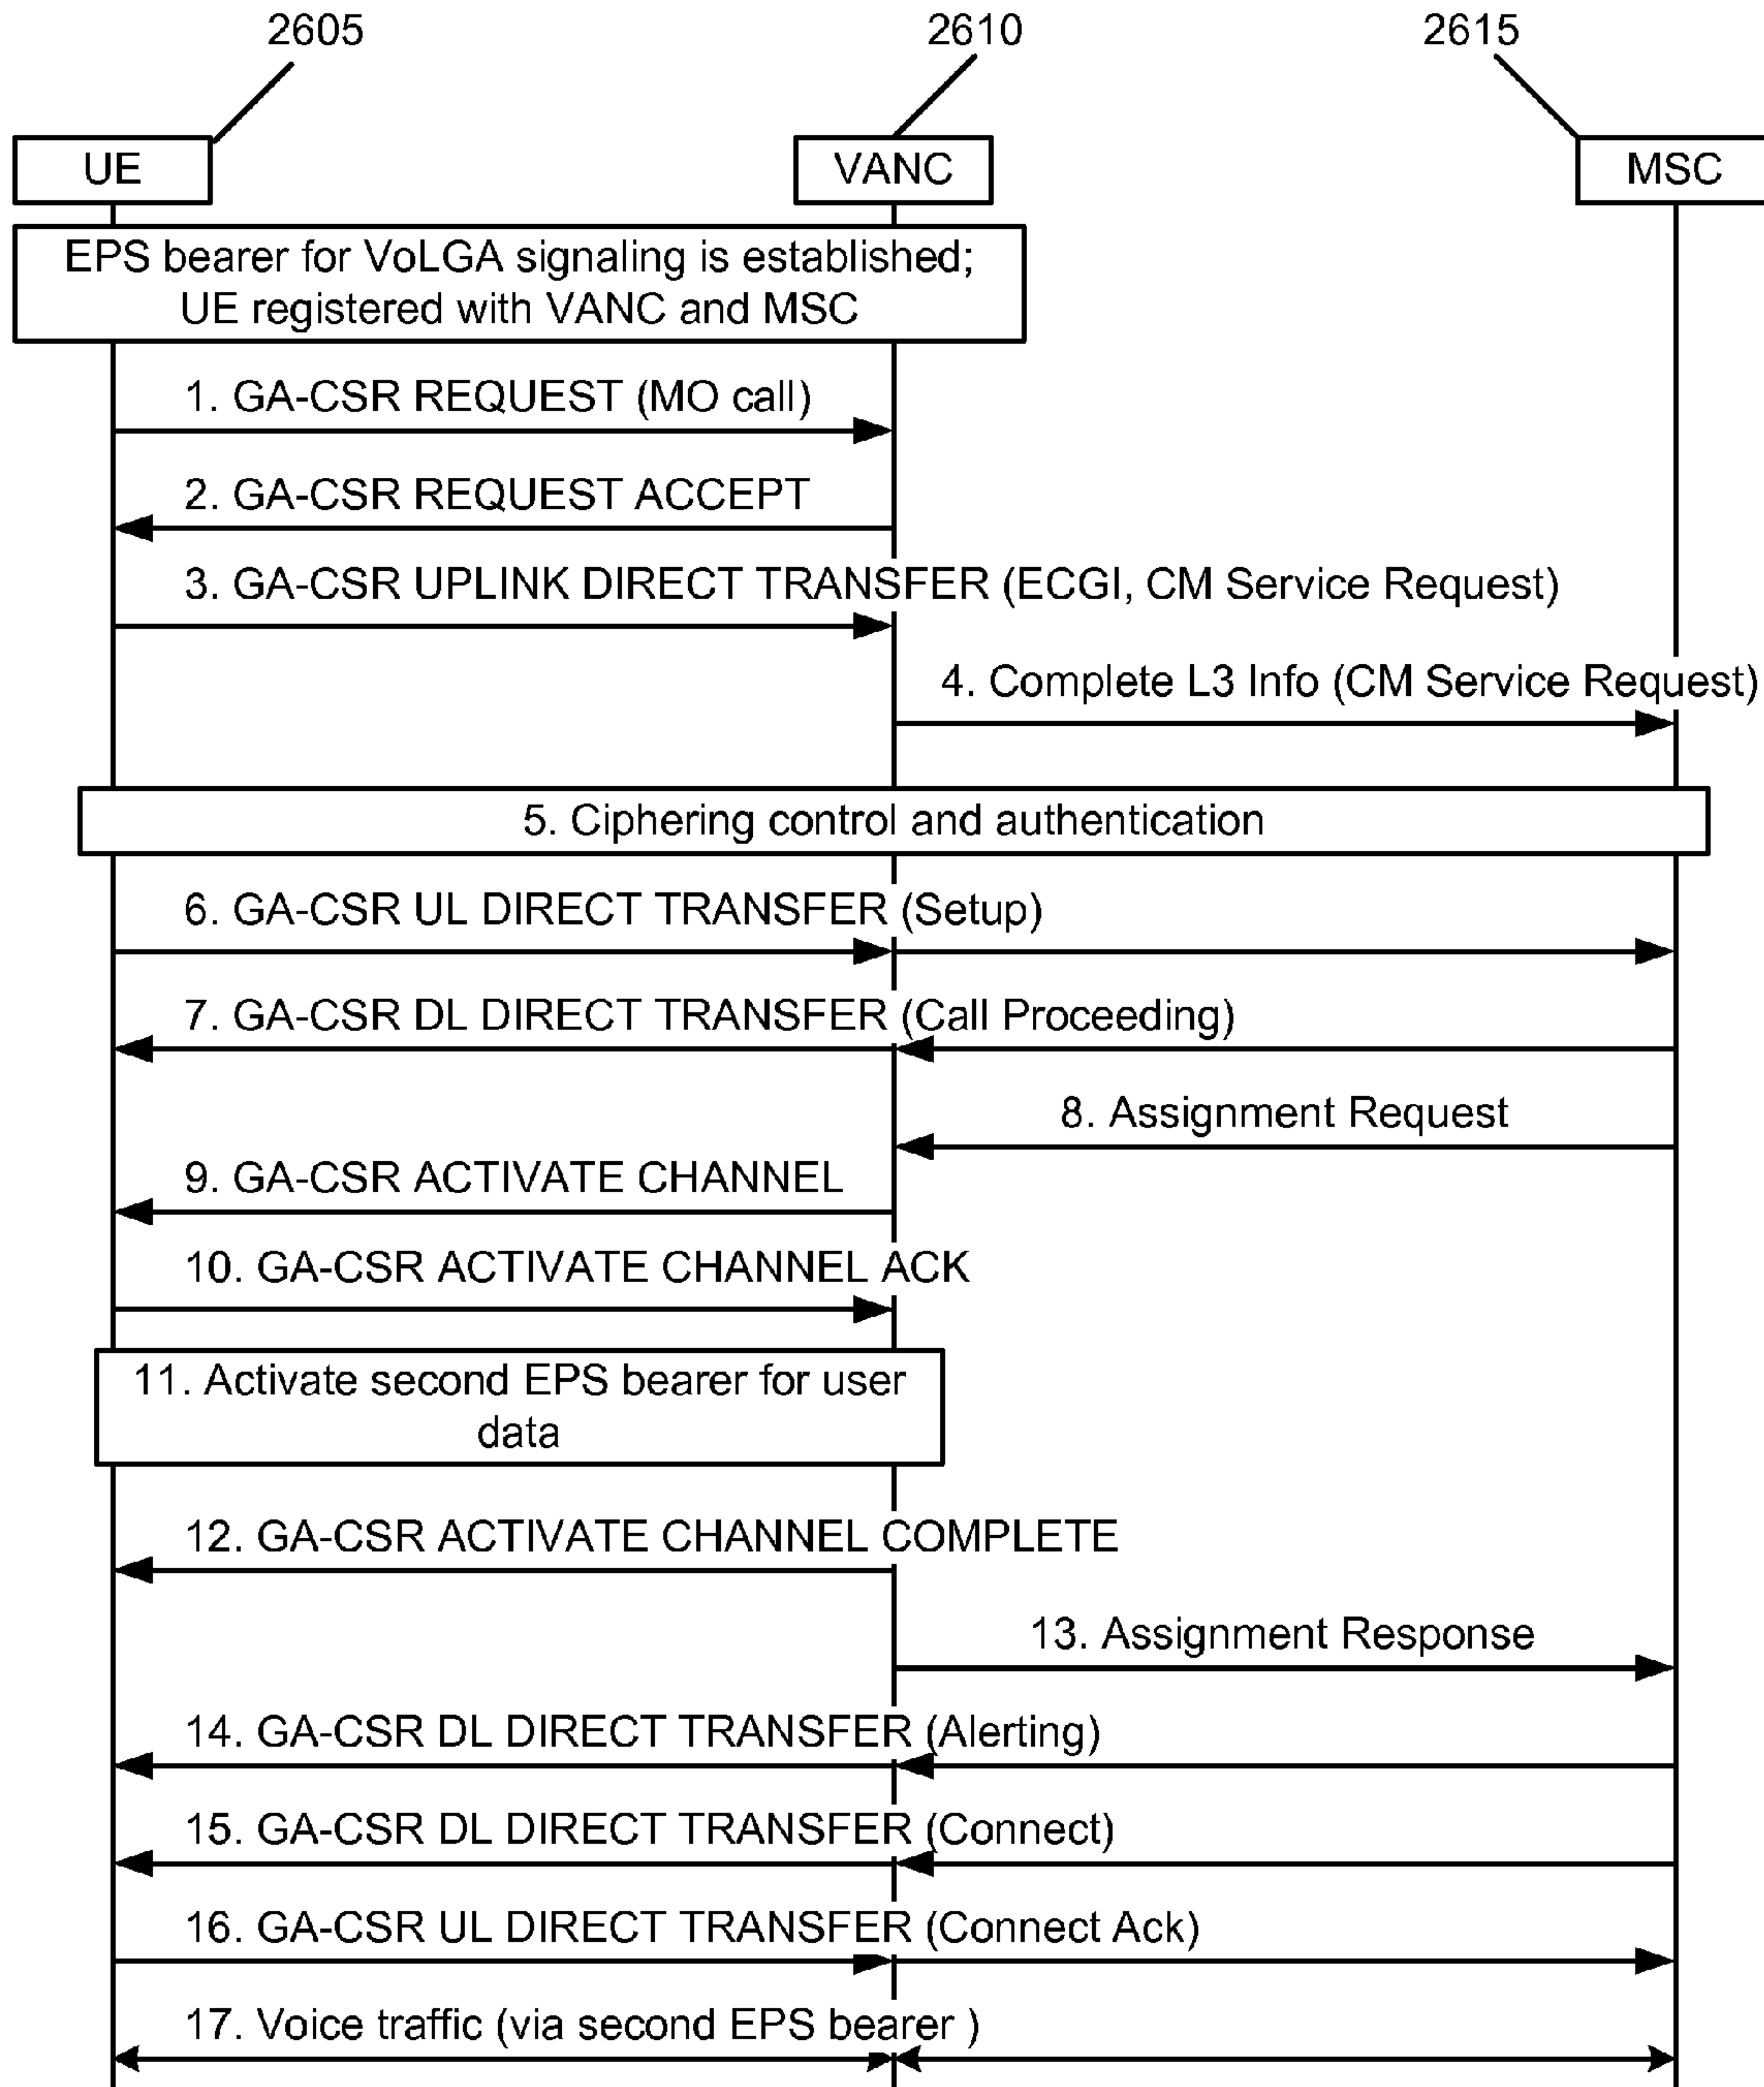 2605
2610
2615
UE
VANC
MSC
EPS bearer for VoLGA signaling is established;
UE registered with VANC and MSC
1. GA-CSR REQUEST (MO call)
2. GA-CSR REQUEST ACCEPT
3. GA-CSR UPLINK DIRECT TRANSFER (ECGI, CM Service Request)
4. Complete L3 Info (CM Service Request)
5. Ciphering control and authentication
6. GA-CSR UL DIRECT TRANSFER (Setup)
7. GA-CSR DL DIRECT TRANSFER (Call Proceeding)
8. Assignment Request
9. GA-CSR ACTIVATE CHANNEL
10. GA-CSR ACTIVATE CHANNEL ACK
11. Activate second EPS bearer for user
data
12. GA-CSR ACTIVATE CHANNEL COMPLETE
13. Assignment Response
14. GA-CSR DL DIRECT TRANSFER (Alerting)
15. GA-CSR DL DIRECT TRANSFER (Connect)
16. GA-CSR UL DIRECT TRANSFER (Connect Ack)
17. Voice traffic (via second EPS bearer )